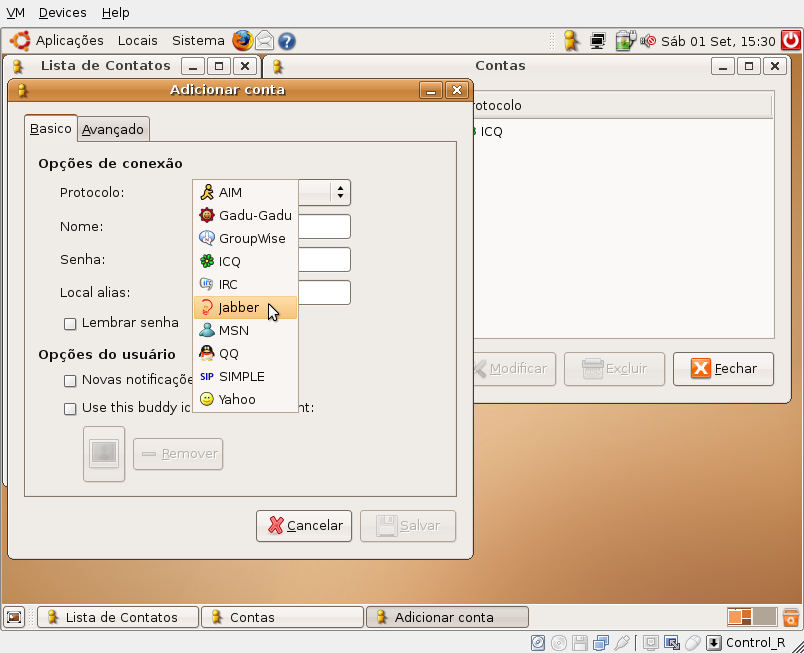 VM Devices Help
Aplicações Locais Sistema Sáb 01 Set, 15:30
Lista de Contatos
Contas
Adicionar conta
otocolo
Basico Avançado
ICQ
Opções de conexão
Protocolo:
Nome:
Senha:
Local alias:
Lembrar senha
AIM
Gadu-Gadu
GroupWise
ICQ
IRC
Jabber
MSN
QQ
SIP SIMPLE
Yahoo
Opções do usuário
Novas notificaçõe
Use this buddy ic nt:
Remover
Modificar Excluir Fechar
Cancelar Salvar
Lista de Contatos Contas Adicionar conta
Control_R